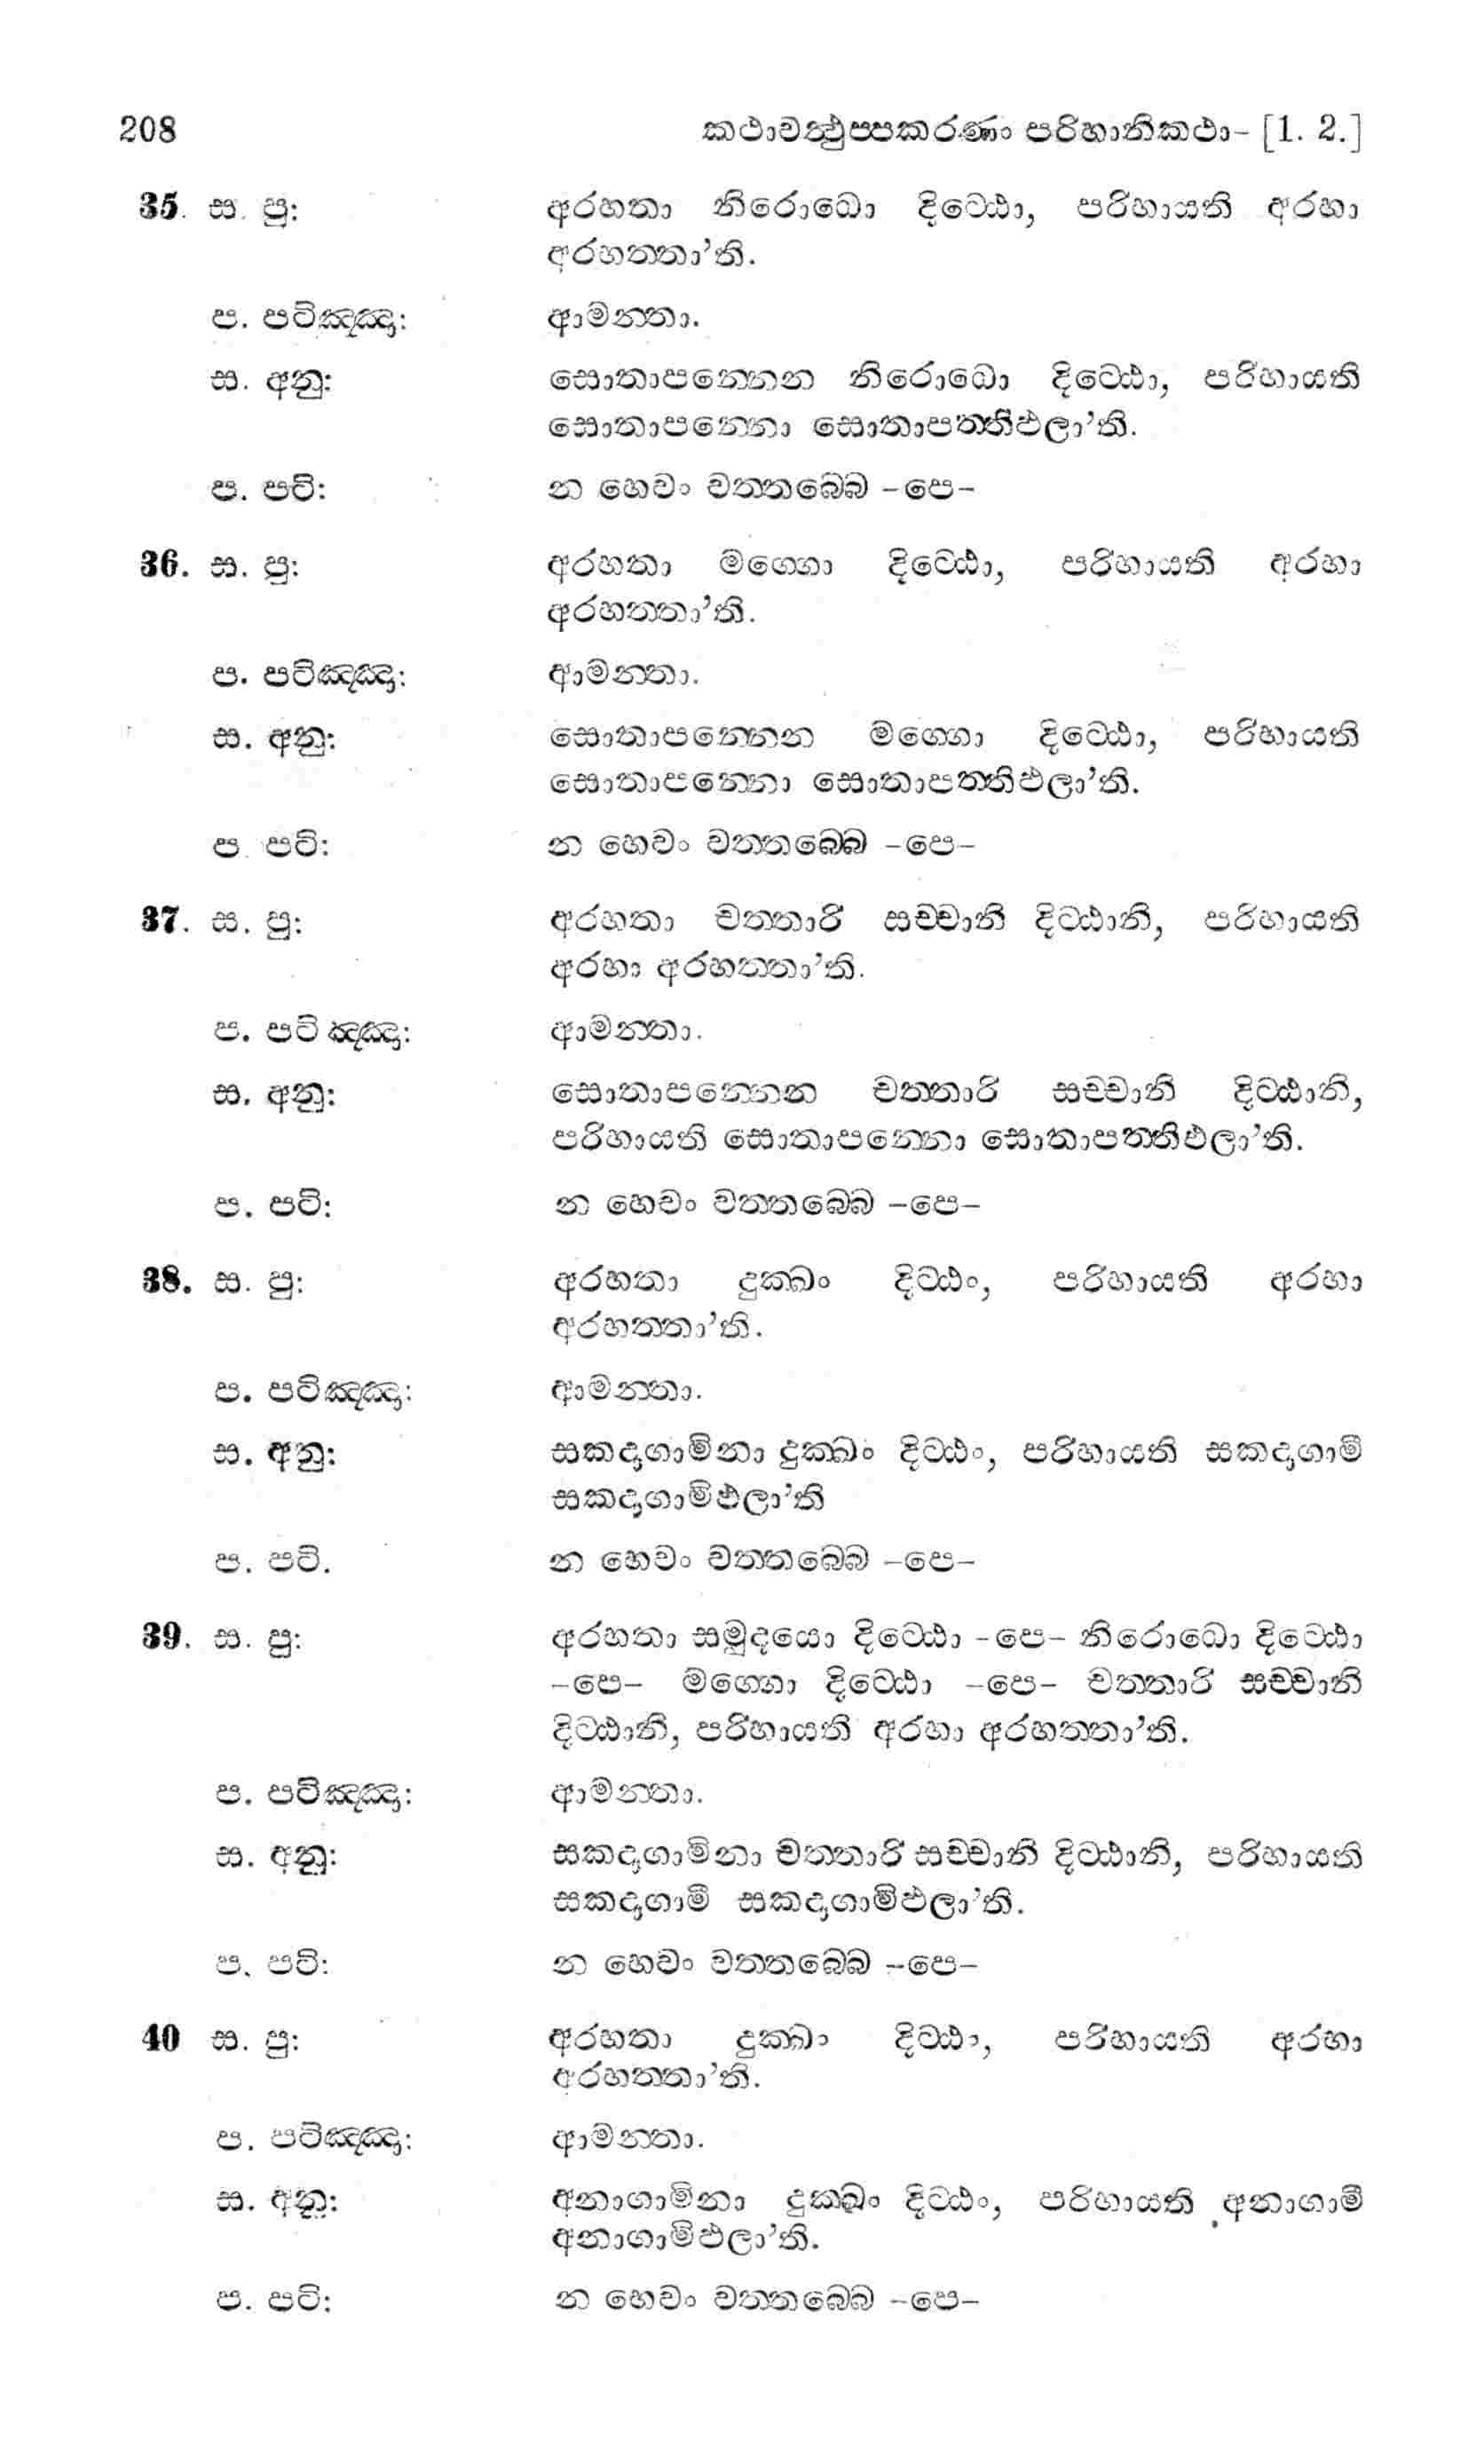 208 කථාවත්‍ථුප්පකරණං පරිහානිකථා- [1. 2.]
35. ස. පු: අරහතා නිරොධො දිට්ඨො, පරිහායති අරහා
අරහත්තා’ති.
ප. පටිඤ්ඤා: ආමන්තා.
ස. අනු: සොතාපන්නෙන නිරොධො දිට්ඨො, පරිහායති
සොතාපන්නො සොතාපත්තිඵලා’ති.
ප. පටි: න හෙවං වත්තබ්බෙ -පෙ-
36. ස. පු: අරහතා මග්ගො දිට්ඨො, පරිහායති අරහා
අරහත්තා’ති.
ප. පටිඤ්ඤා: ආමන්තා.
ස. අනු: සොතාපන්නෙන මග්ගො දිට්ඨො, පරිහායති
සොතාපන්නො සොතාපත්තිඵලා’ති.
ප. පටි: න හෙවං වත්තබ්බෙ -පෙ-
37. ස. පු: අරහතා චත්තාරි සච්චානි දිට්ඨානි, පරිහායති
අරහා අරහත්තා’ති.
ප. පටිඤ්ඤා: ආමන්තා.
ස. අනු: සොතාපන්නෙන චත්තාරි සච්චානි දිට්ඨානි,
පරිහායති සොතාපන්නො සොතාපත්තිඵලා’ති.
ප. පටි: න හෙවං වත්තබ්බෙ -පෙ-
38. ස. පු: අරහතා දුක්ඛං දිට්ඨං, පරිහායති අරහා
අරහත්තා’ති.
ප. පටිඤ්ඤා: ආමන්තා.
ස. අනු: සකදාගාමිනා දුක්ඛං දිට්ඨං, පරිහායති සකදාගාමී
සකදාගාමිඵලා’ති
ප. පටි. න හෙවං වත්තබ්බෙ -පෙ-
39. ස. පු: අරහතා සමුදයො දිට්ඨො -පෙ- නිරොධො දිට්ඨො
-පෙ- මග්ගො දිට්ඨො -පෙ- චත්තාරි සච්චානි
දිට්ඨානි, පරිහායති අරහා අරහත්තා’ති.
ප. පටිඤ්ඤා: ආමන්තා.
ස. අනු: සකදාගාමිනා චත්තාරි සච්චානි දිට්ඨානි, පරිහායති
සකදාගාමී සකදාගාමිඵලා’ති.
ප. පටි: න හෙවං වත්තබ්බෙ -පෙ-
40 ස. පු: අරහතා දුක්ඛං දිට්ඨං, පරිහායති අරහා
අරහත්තා’ති.
ප. පටිඤ්ඤා: ආමන්තා.
ස. අනු: අනාගාමිනා දුක්ඛං දිට්ඨං, පරිහායති අනාගාමී
අනාගාමිඵලා’ති.
ප. පටි: න හෙවං වත්තබ්බෙ -පෙ-